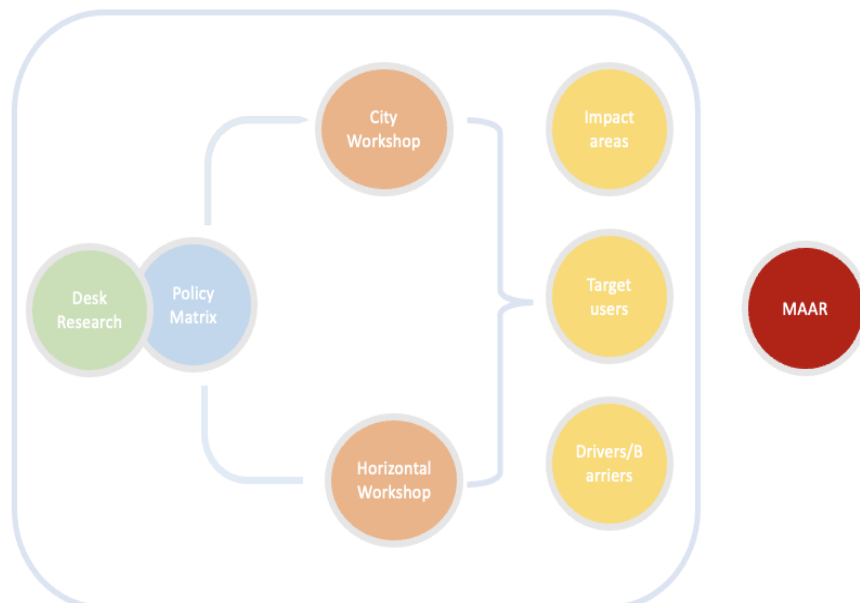 City
Workshop
Impact
areas
Desk
Research
Policy
Matrix
Target
users
MAAR
Horizontal
Workshop
Drivers/B
arriers